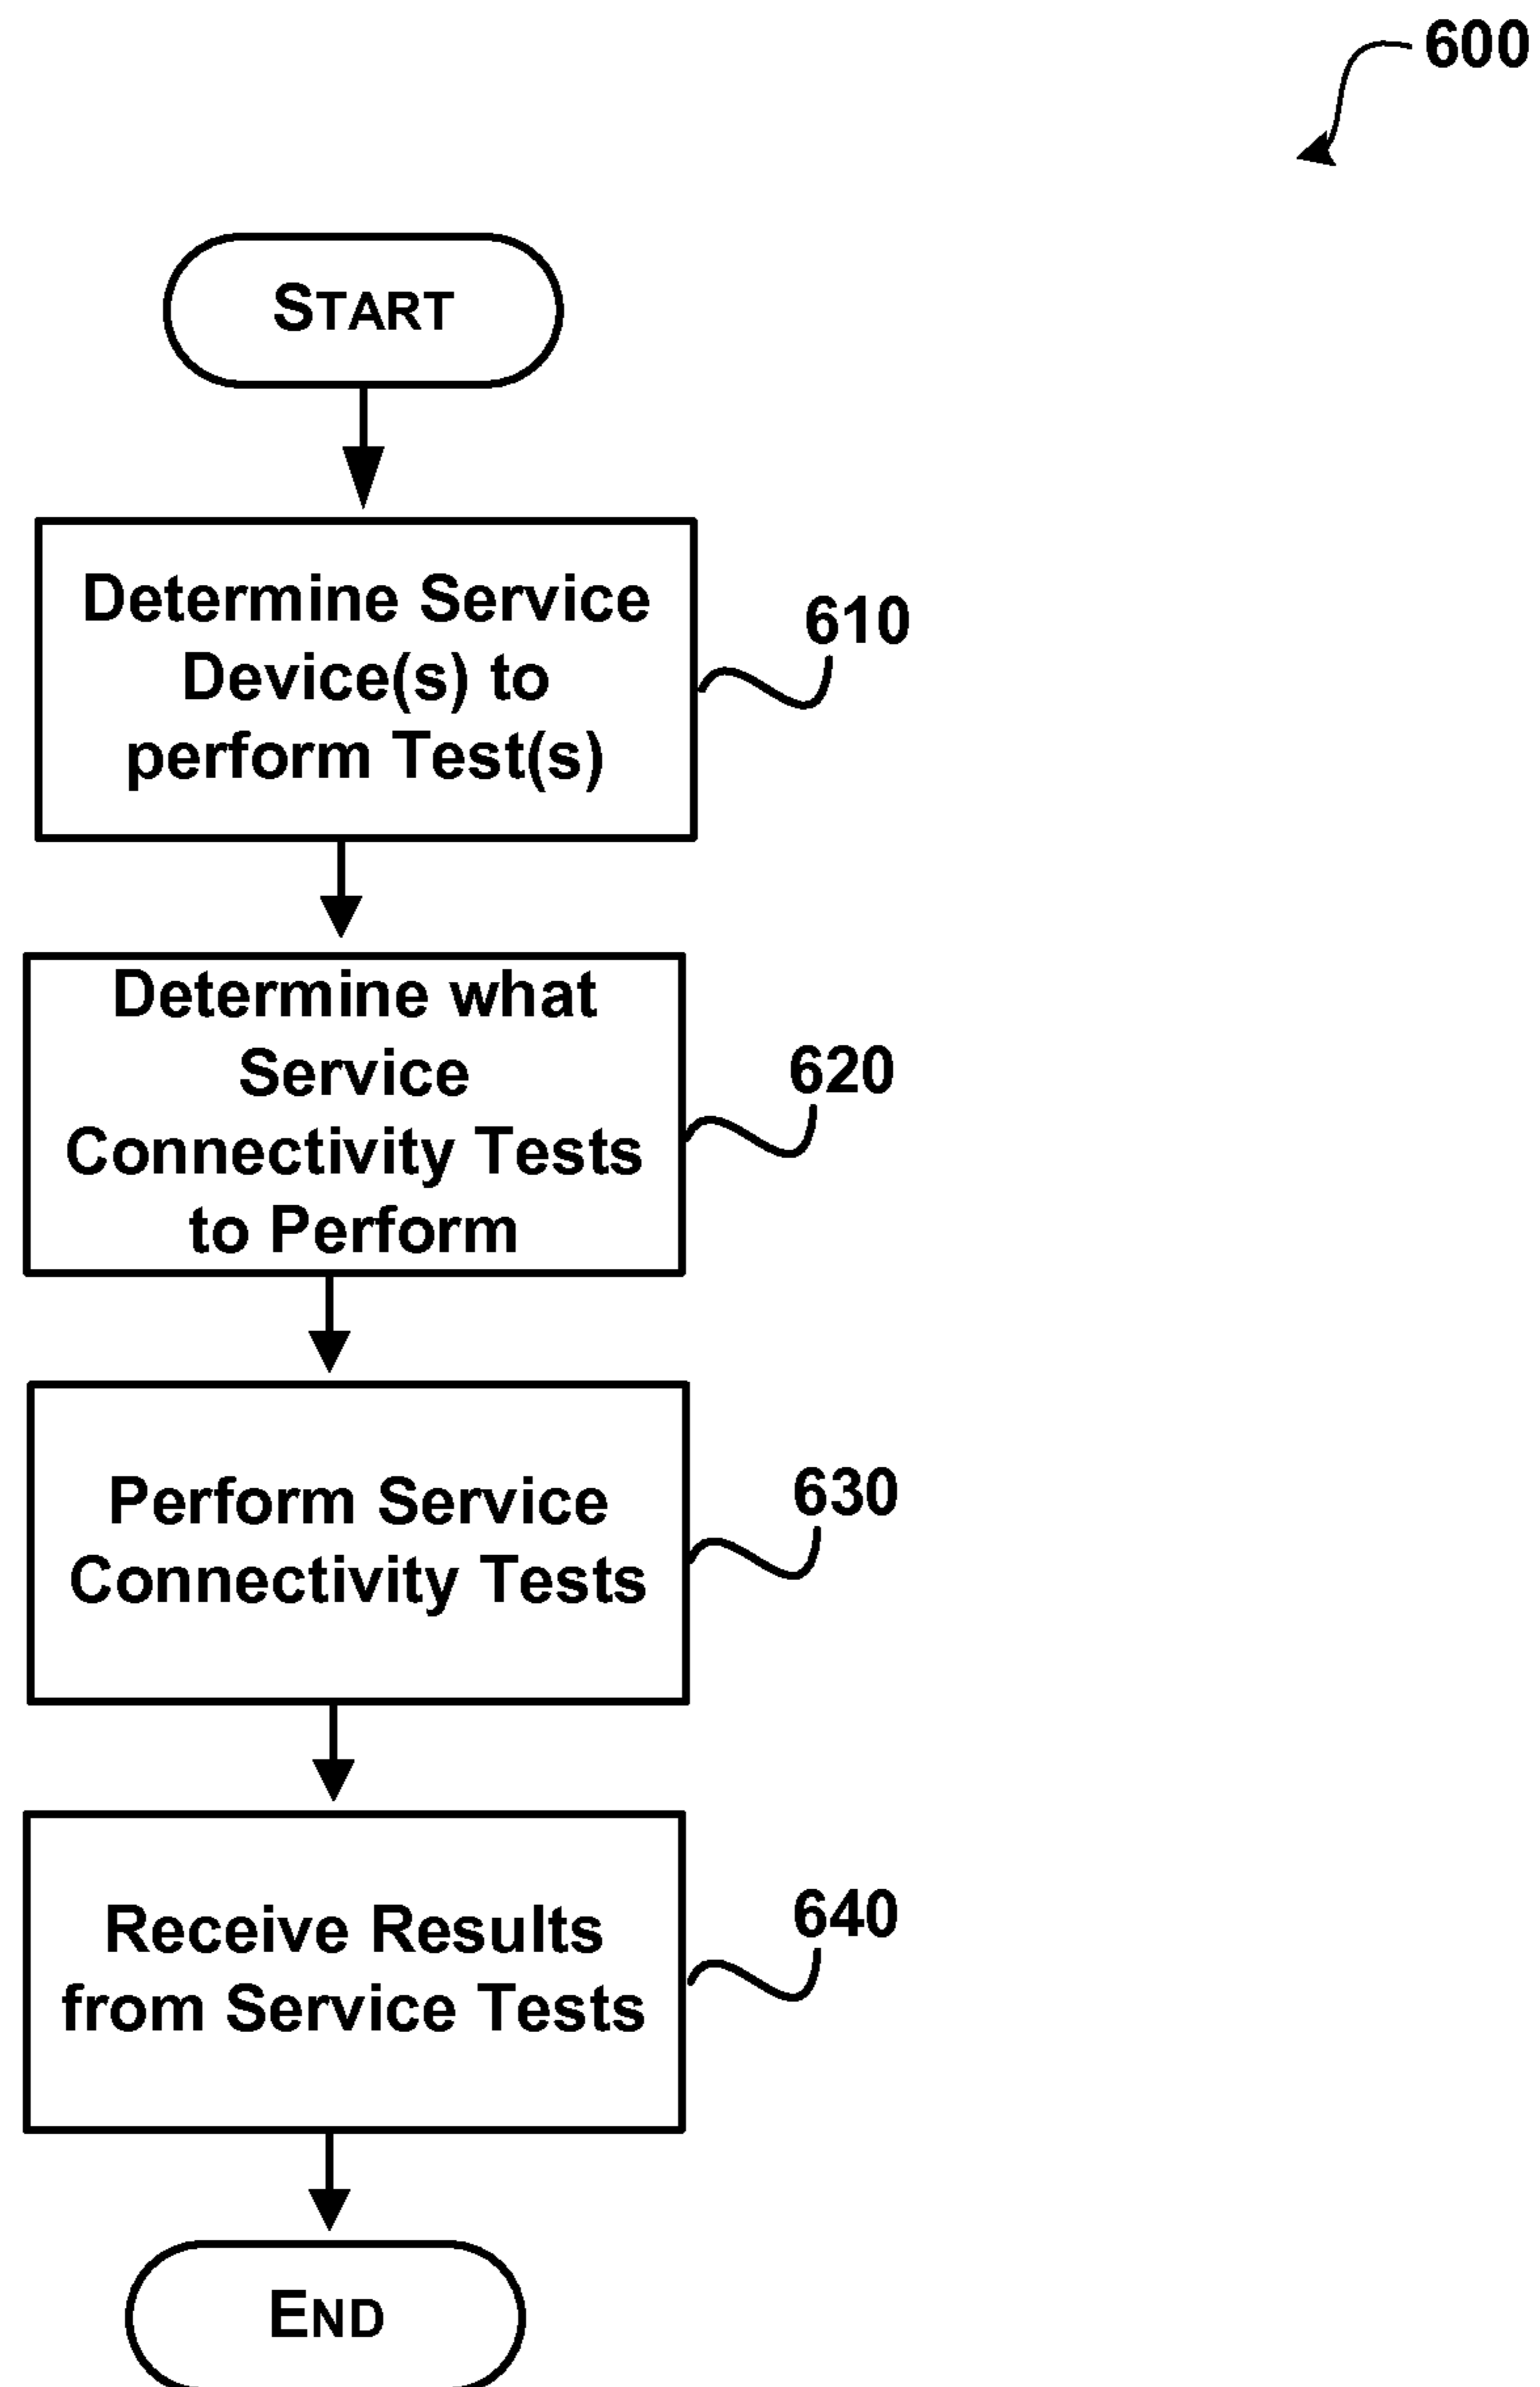 600
START
Determine Service
Device(s) to
perform Test(s)
610
Determine what
Service
Connectivity Tests
to Perform
620
Perform Service
Connectivity Tests
630
Receive Results
from Service Tests
640
END